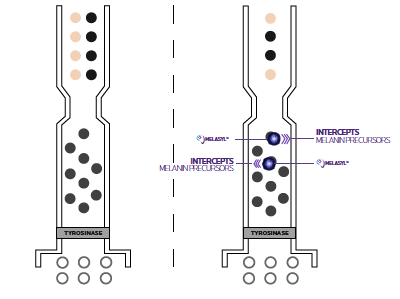 MELASYL™
INTERCEPTS
MELANIN PRECURSORS
INTERCEPTS
MELANIN PRECURSORS
MELASYL™
TYROSINASE
TYROSINASE